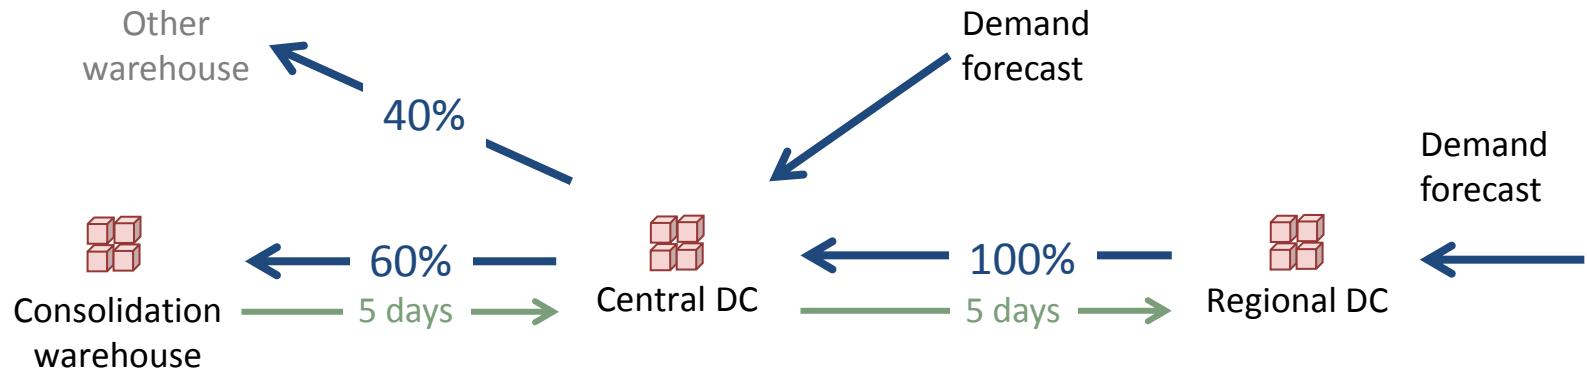 Other
warehouse
Demand
forecast
40%
Demand
forecast
60%
100%
5 days
5 days
Consolidation
warehouse
Central DC
Regional DC